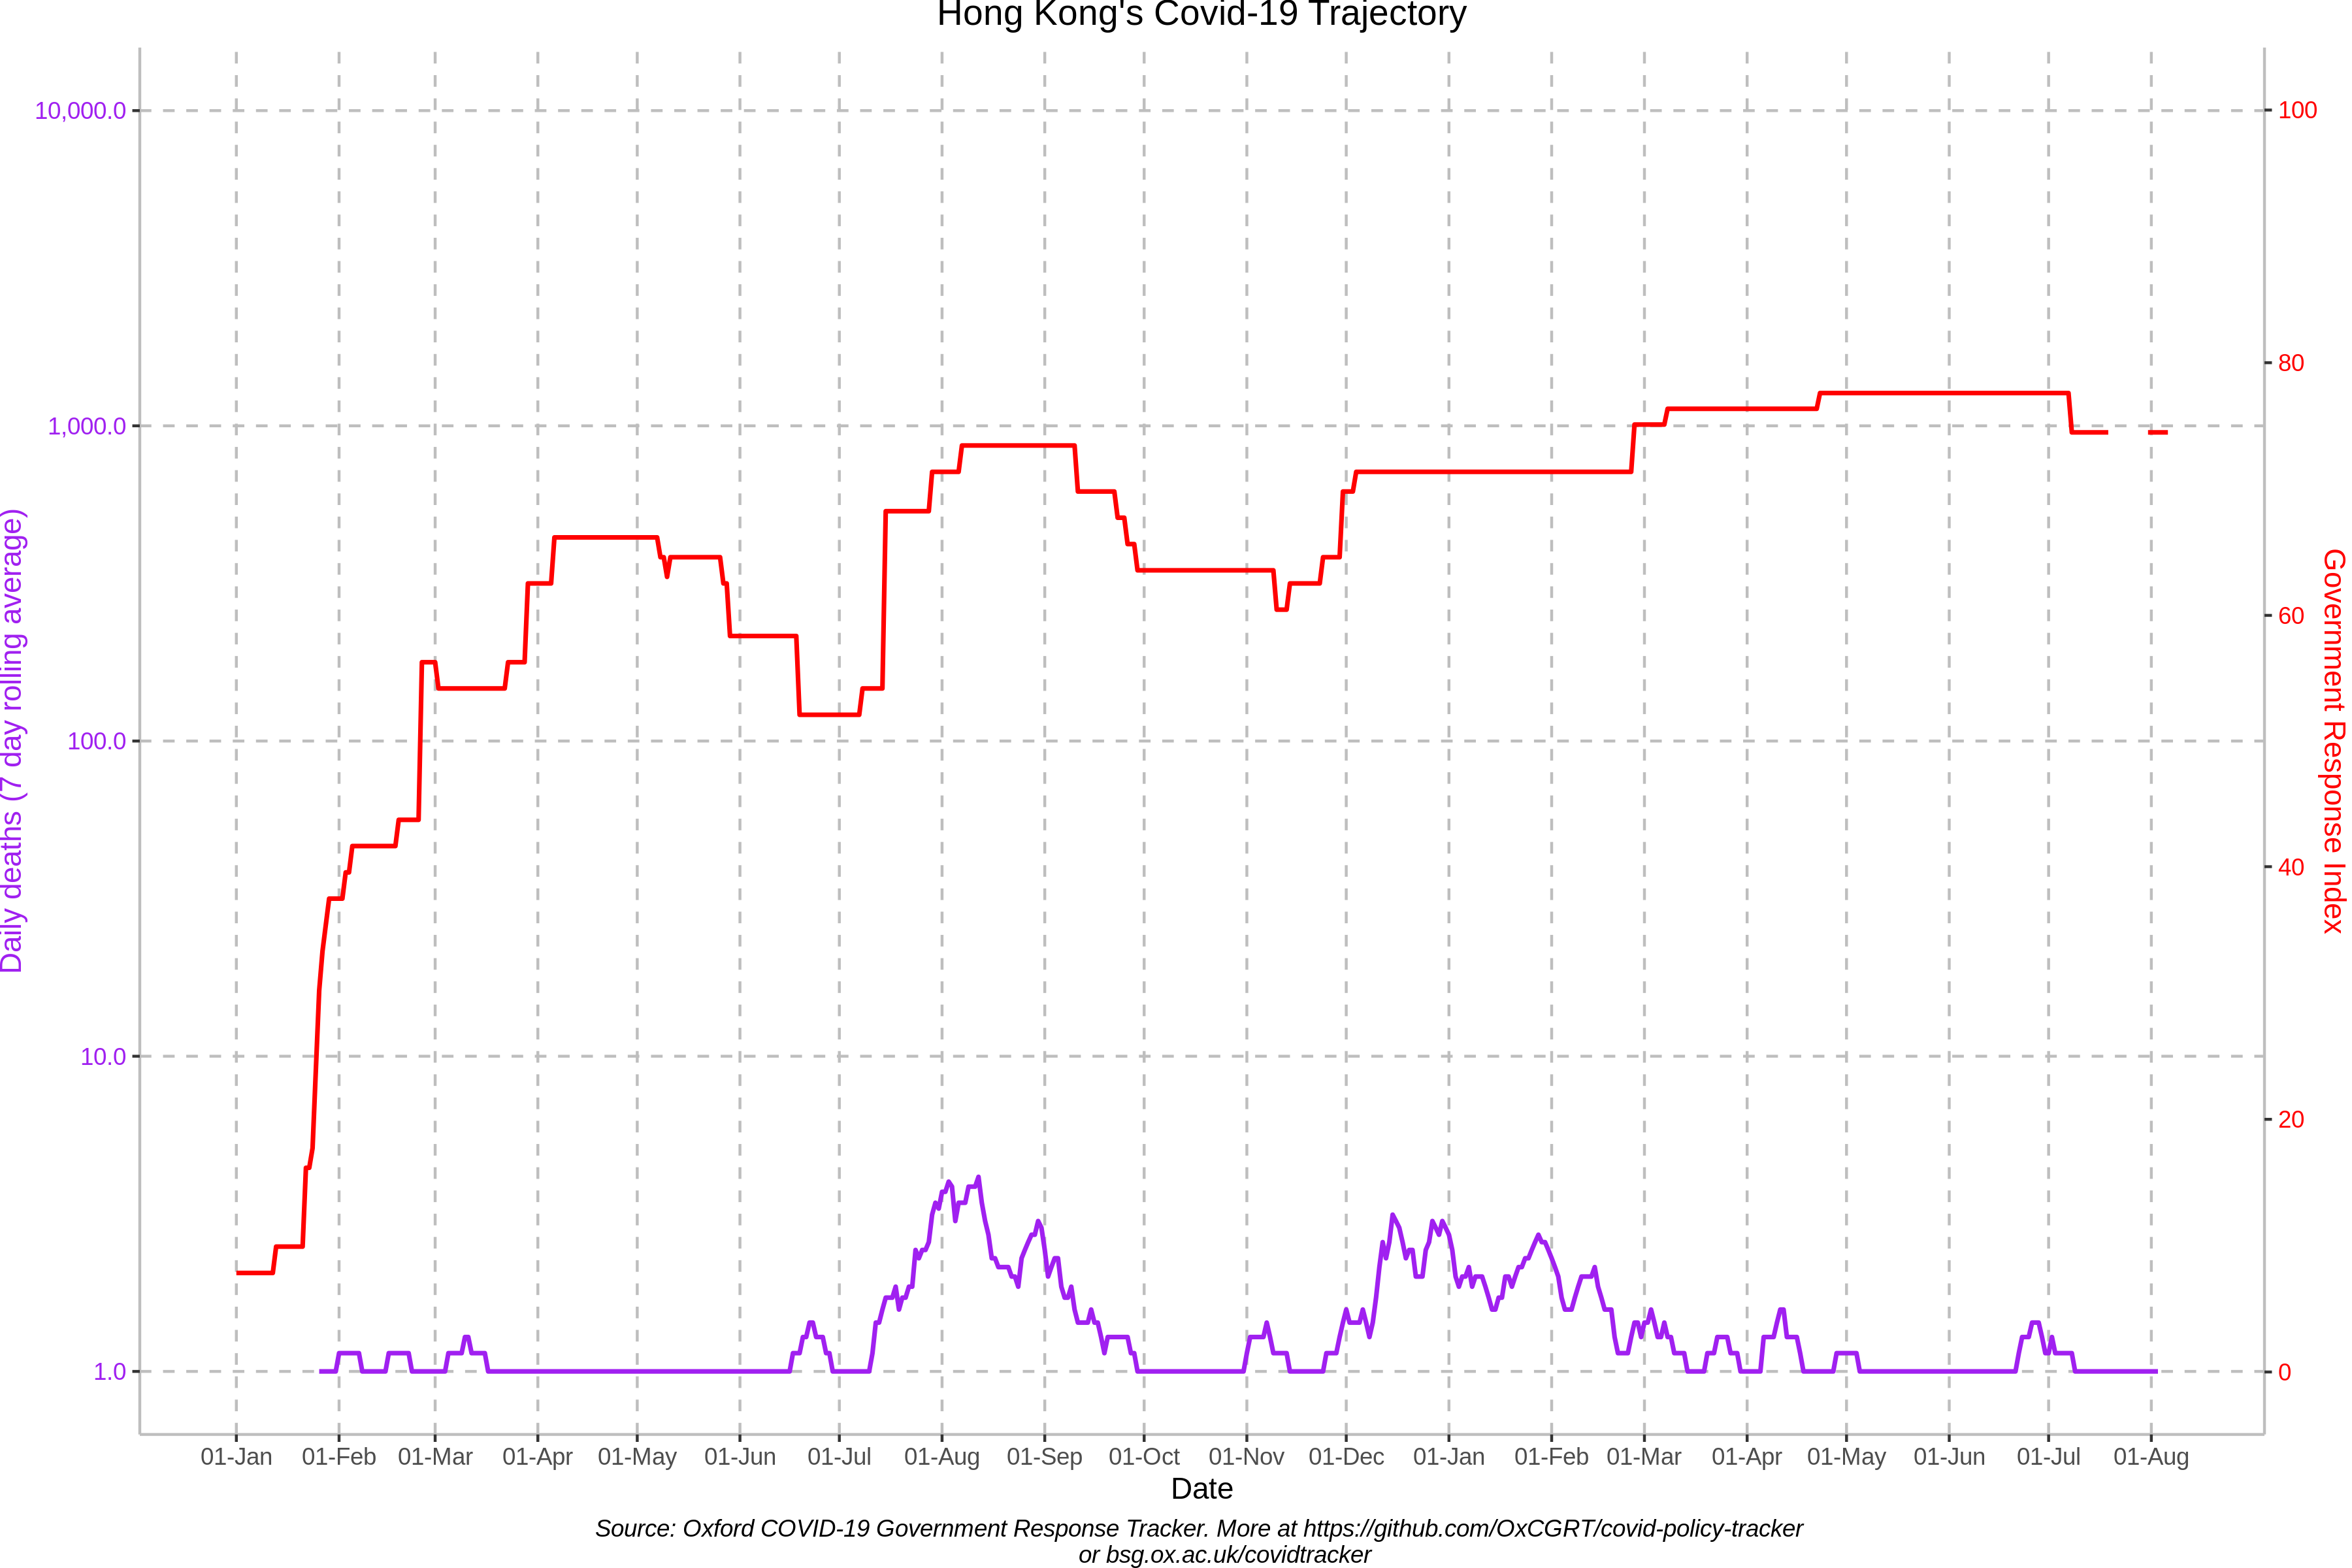 Hong Kong's Covid-19 Trajectory
10,000.0
1,000.0
100.0
10.0
1.0
Daily deaths (7 day rolling average)
100
80
60
40
20
0
Government Response Index
01-Jan 01-Feb 01-Mar 01-Apr 01-May 01-Jun 01-Jul 01-Aug 01-Sep 01-Oct 01-Nov 01-Dec 01-Jan 01-Feb 01-Mar 01-Apr 01-May 01-Jun 01-Jul 01-Aug
Date
Source: Oxford COVID-19 Government Response Tracker. More at https://github.com/OxCGRT/covid-policy-tracker
or bsg.ox.ac.uk/covidtracker